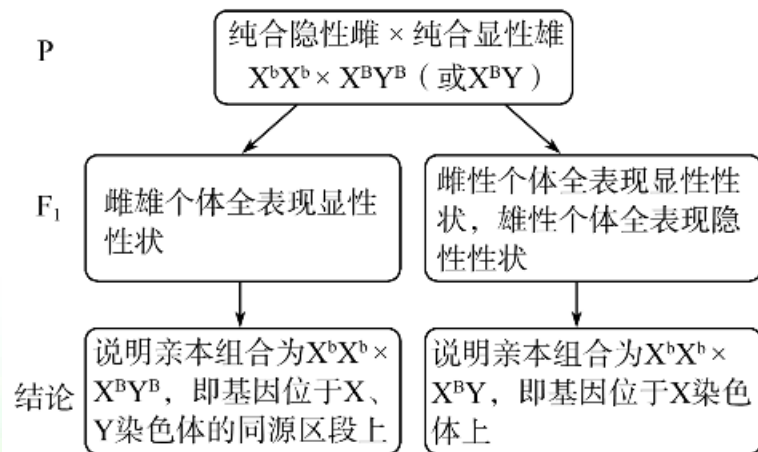 P
纯合隐性雌 × 纯合显性雄
XᵇXᵇ × XᴮYᴮ（或XᴮY）
F₁
雌雄个体全表现显性
性状
雌性个体全表现显性性
状，雄性个体全表现隐
性性状
结论
说明亲本组合为XᵇXᵇ ×
XᴮYᴮ，即基因位于X、
Y染色体的同源区段上
说明亲本组合为XᵇXᵇ ×
XᴮY，即基因位于X染色
体上